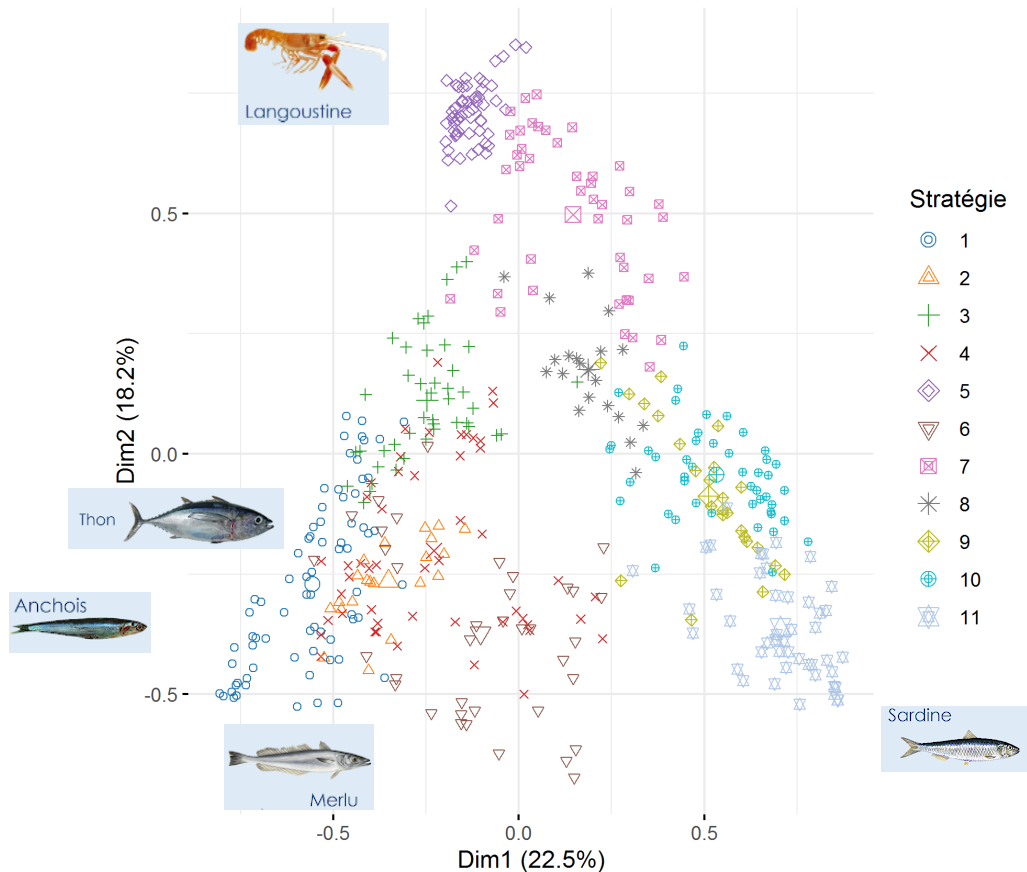 Langoustine
Thon
Anchois
Merlu
Sardine
Dim2 (18.2%)
0.5
0.0
-0.5
-0.5
0.0
0.5
Dim1 (22.5%)
Stratégie
1
2
3
4
5
6
7
8
9
10
11